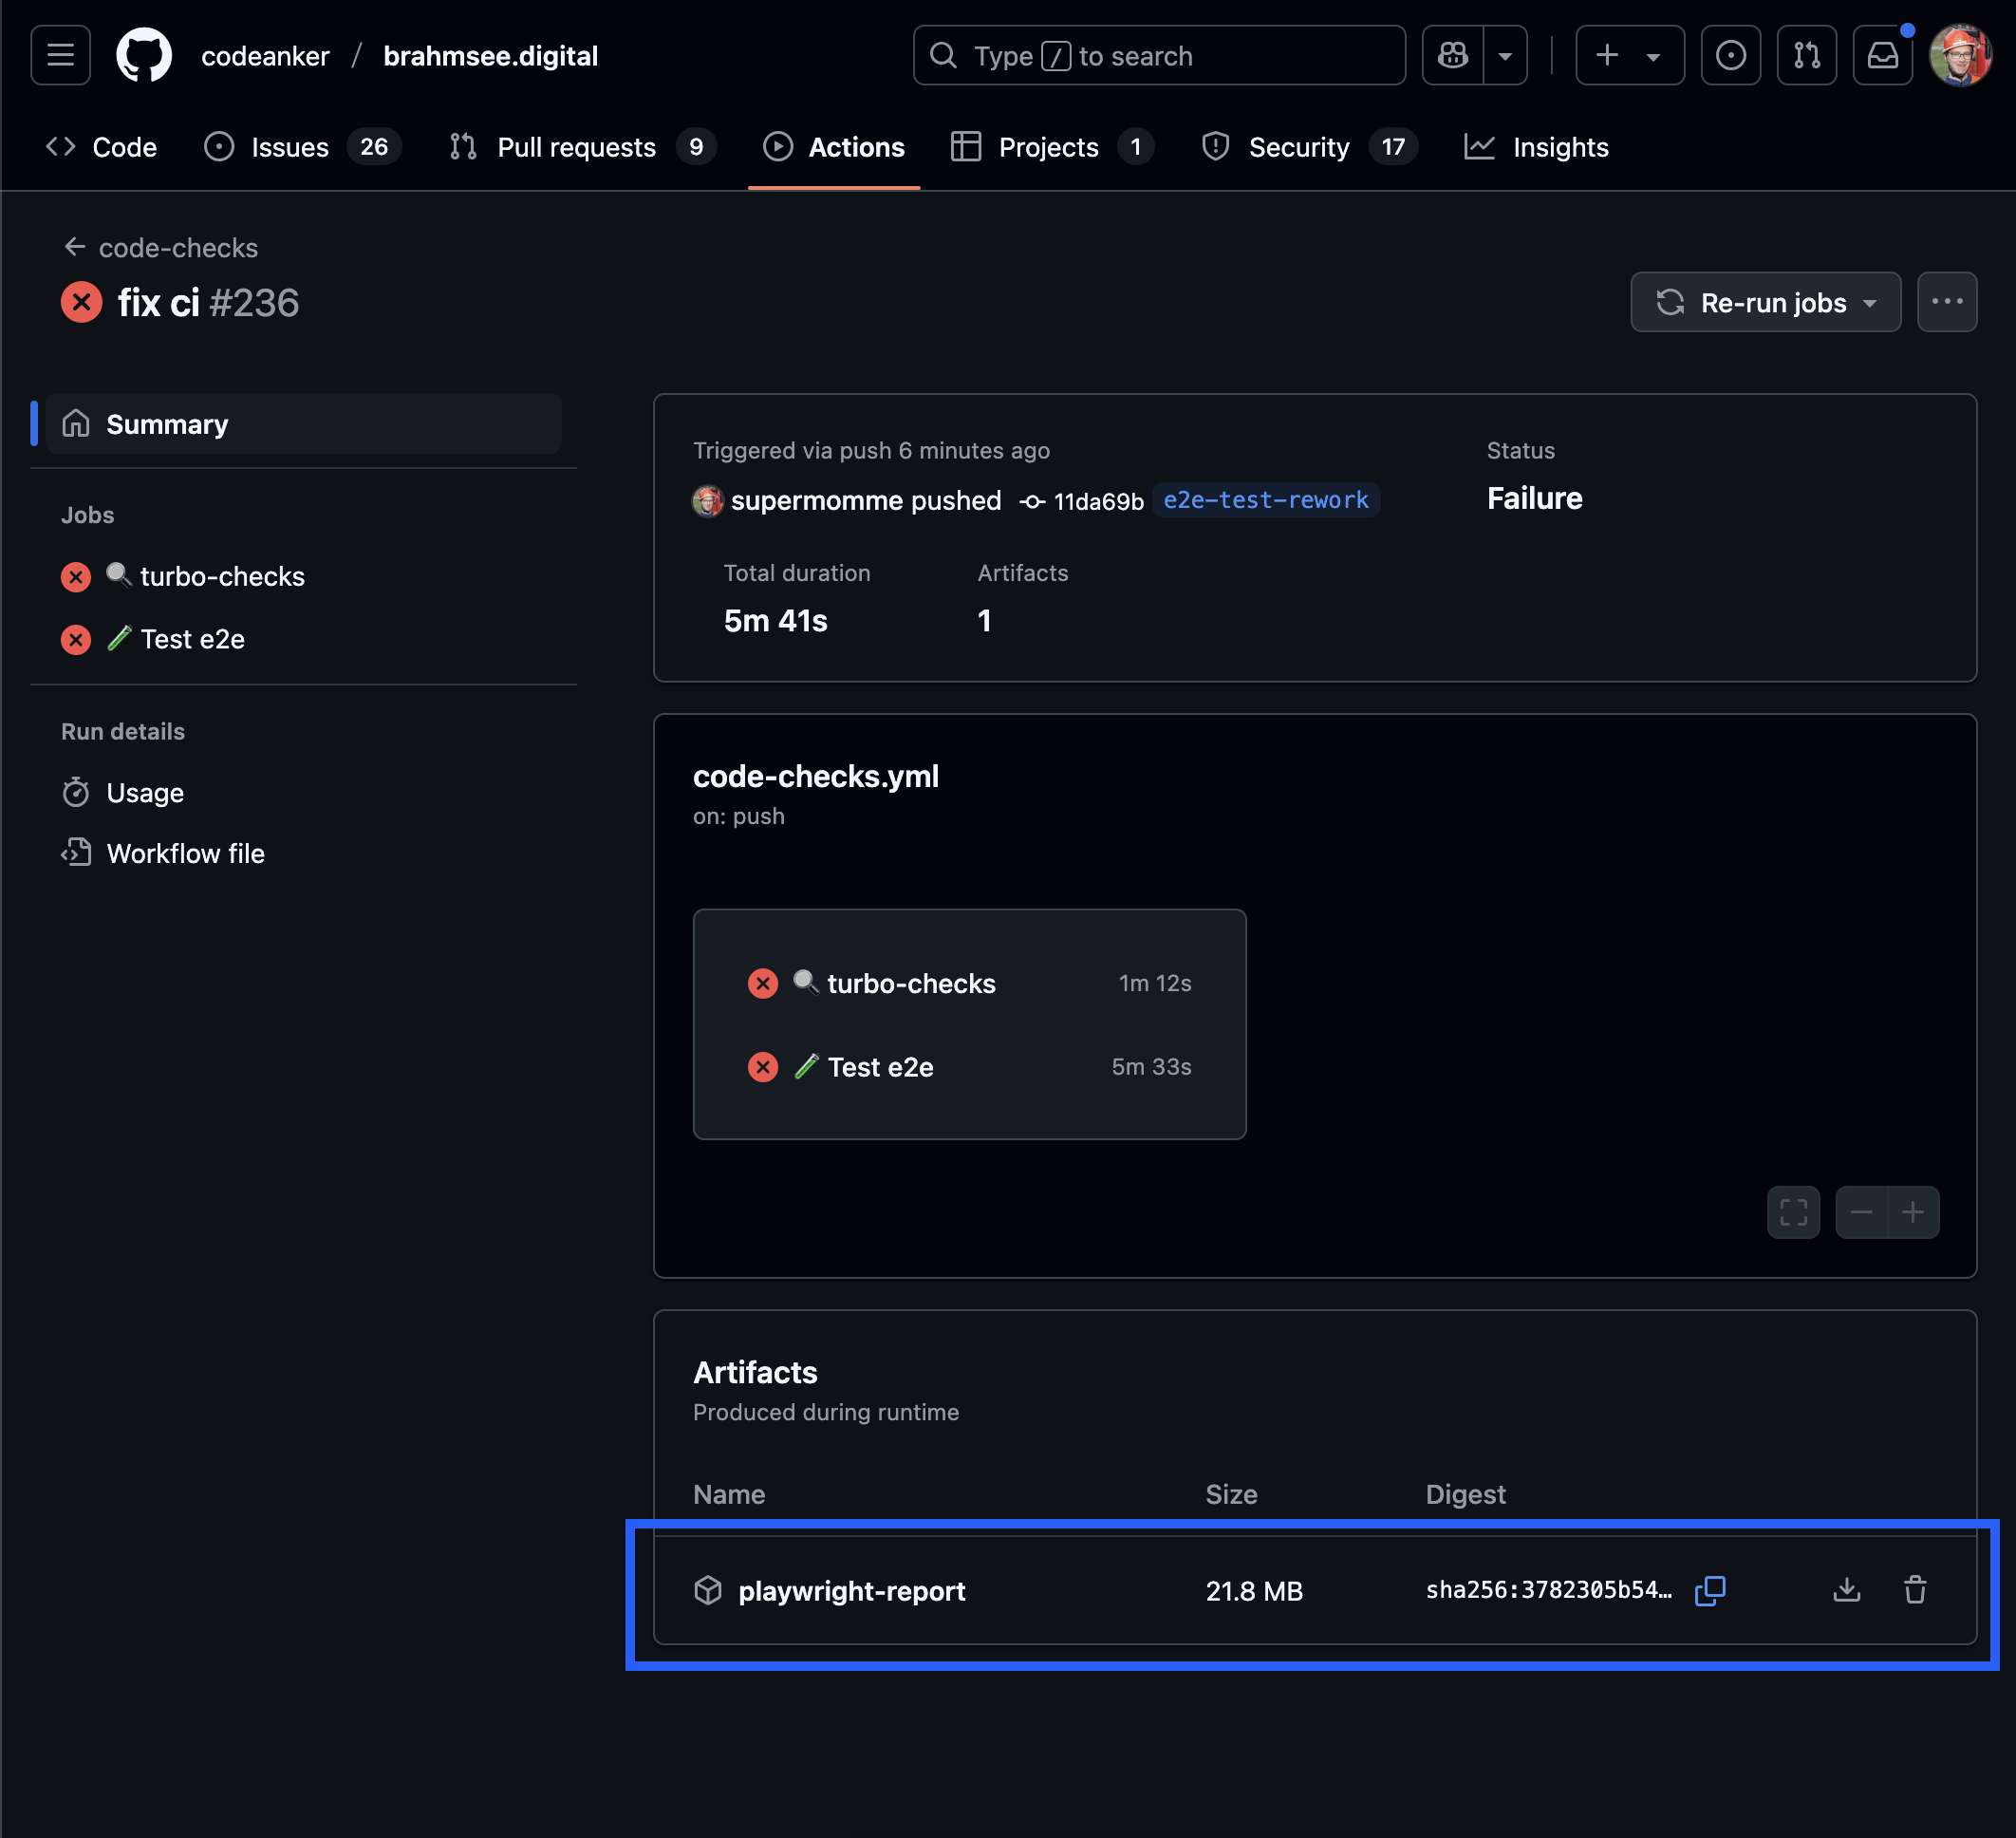 codeanker / brahmsee.digital
Type / to search
Code
Issues 26
Pull requests 9
Actions
Projects 1
Security 17
Insights
code-checks
fix ci #236
Re-run jobs
Summary
Jobs
turbo-checks
Test e2e
Run details
Usage
Workflow file
Triggered via push 6 minutes ago
supermomme pushed 11da69b e2e-test-rework
Status
Failure
Total duration
5m 41s
Artifacts
1
code-checks.yml
on: push
turbo-checks 1m 12s
Test e2e 5m 33s
Artifacts
Produced during runtime
Name Size Digest
playwright-report 21.8 MB sha256:3782305b54…